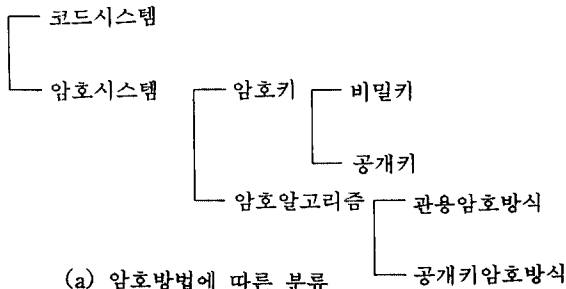 코드시스템
암호시스템 암호키 비밀키
공개키
암호알고리즘 관용암호방식
(a) 암호방법에 따른 분류 공개키암호방식